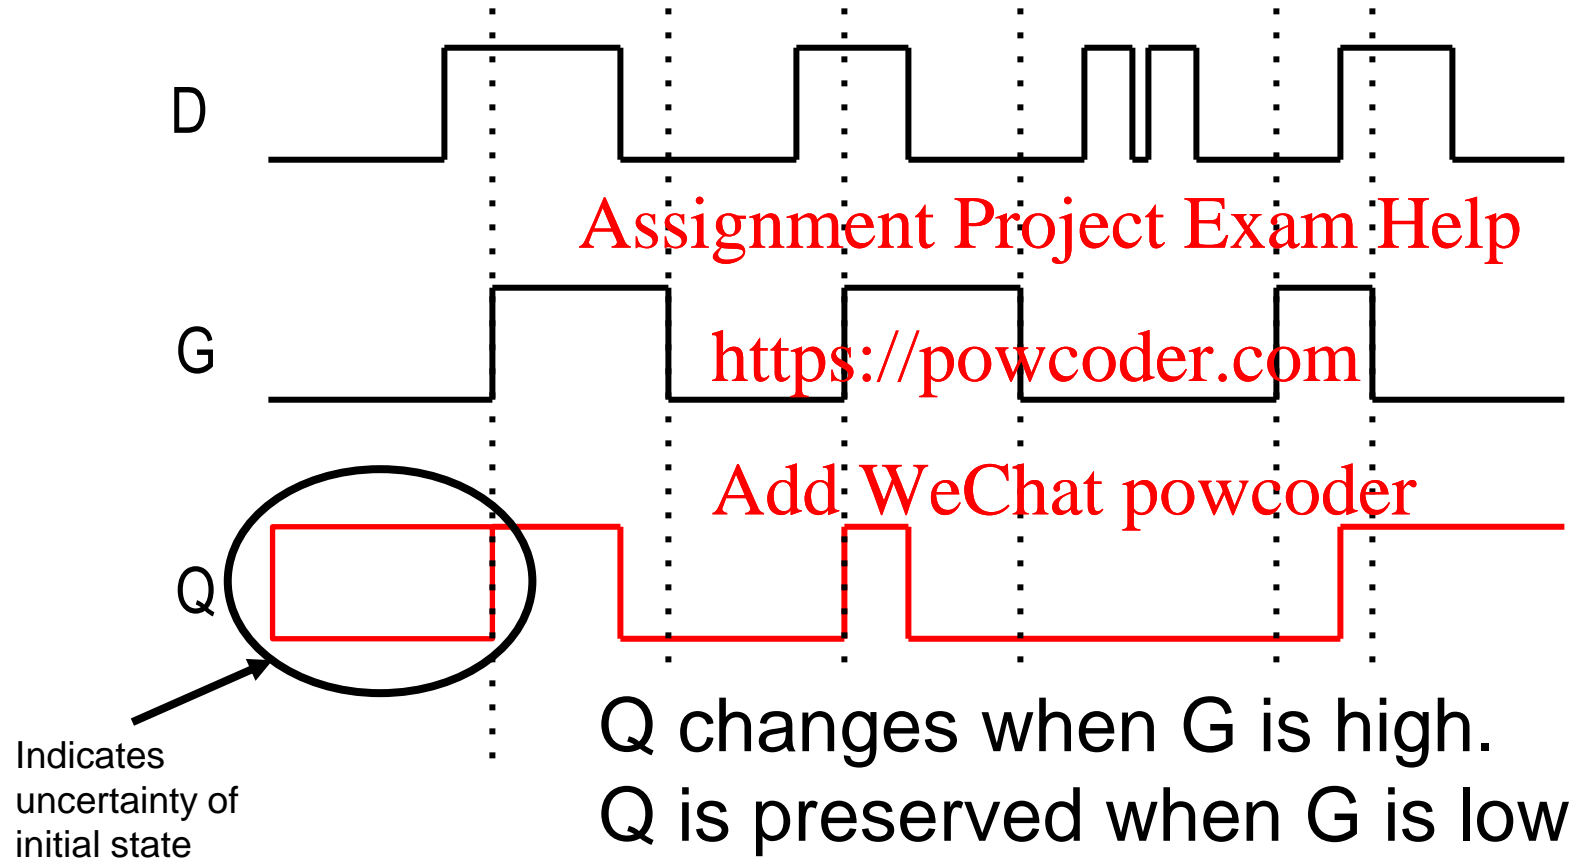 D
Assignment Project Exam Help
G
https://powcoder.com
Add WeChat powcoder
Q
Q changes when G is high.
Q is preserved when G is low
Indicates
uncertainty of
initial state